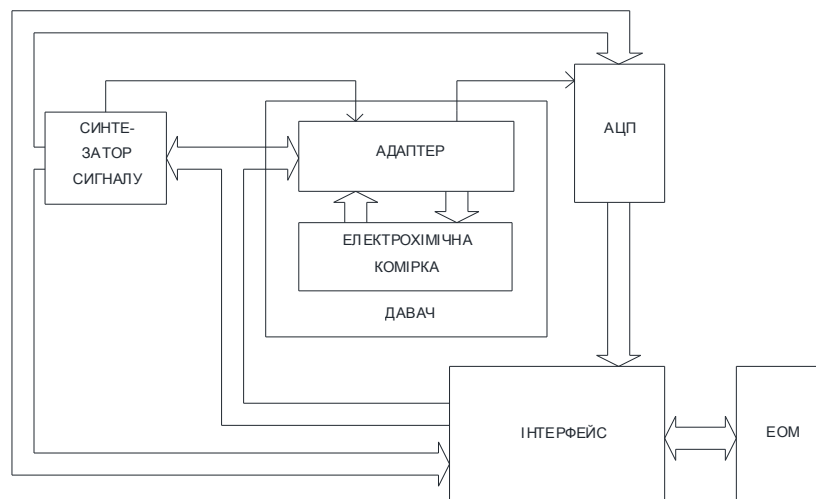 СИНТЕ-
ЗАТОР
СИГНАЛУ
АДАПТЕР
АЦП
ЕЛЕКТРОХІМІЧНА
КОМІРКА
ДАВАЧ
ІНТЕРФЕЙС
ЕОМ